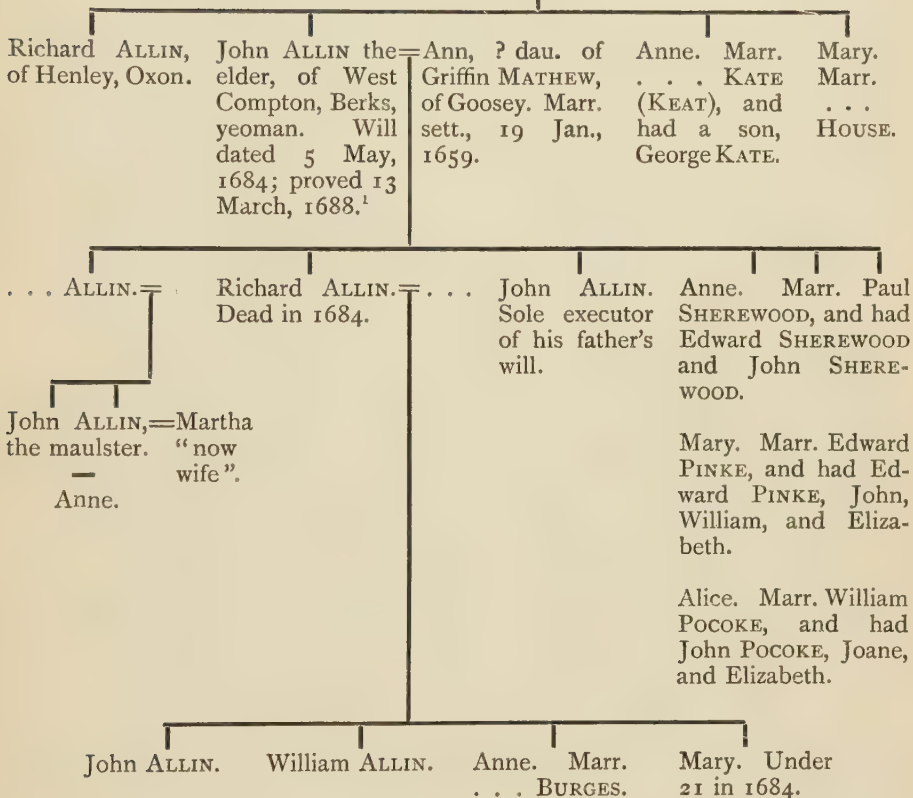 Richard ALLIN,
of Henley, Oxon.
John ALLIN the=
elder, of West
Compton, Berks,
yeoman. Will
dated 5 May,
1684; proved 13
March, 1688.¹
Ann, ? dau. of
Griffin MATHEW,
of Goosey. Marr.
sett., 19 Jan.,
1659.
Anne. Marr.
. . . KATE
(KEAT), and
had a son,
George KATE.
Mary.
Marr.
. . .
HOUSE.
. . . ALLIN.=
Richard ALLIN.=. . .
Dead in 1684.
John ALLIN.
Sole executor
of his father's
will.
Anne. Marr. Paul
SHEREWOOD, and had
Edward SHEREWOOD
and John SHERE-
WOOD.
Mary. Marr. Edward
PINKE, and had Ed-
ward PINKE, John,
William, and Eliza-
beth.
Alice. Marr. William
POCOKE, and had
John POCOKE, Joane,
and Elizabeth.
John ALLIN,=Martha
the maulster. "now
— wife".
Anne.
John ALLIN.
William ALLIN.
Anne. Marr.
. . . BURGES.
Mary. Under
21 in 1684.